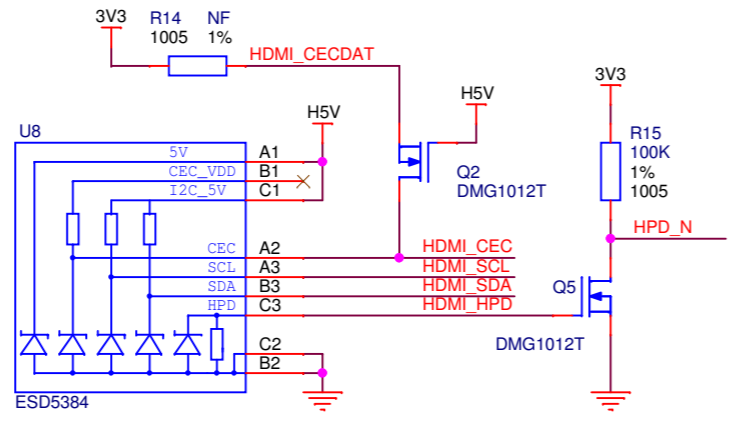 3V3
R14 NF
1005 1%
HDMI_CECDAT
H5V
H5V
3V3
U8
5V A1
CEC_VDD B1
I2C_5V C1
Q2
DMG1012T
R15
100K
1%
1005
HPD_N
CEC A2 HDMI_CEC
SCL A3 HDMI_SCL
SDA B3 HDMI_SDA
HPD C3 HDMI_HPD
Q5
DMG1012T
C2
B2
ESD5384